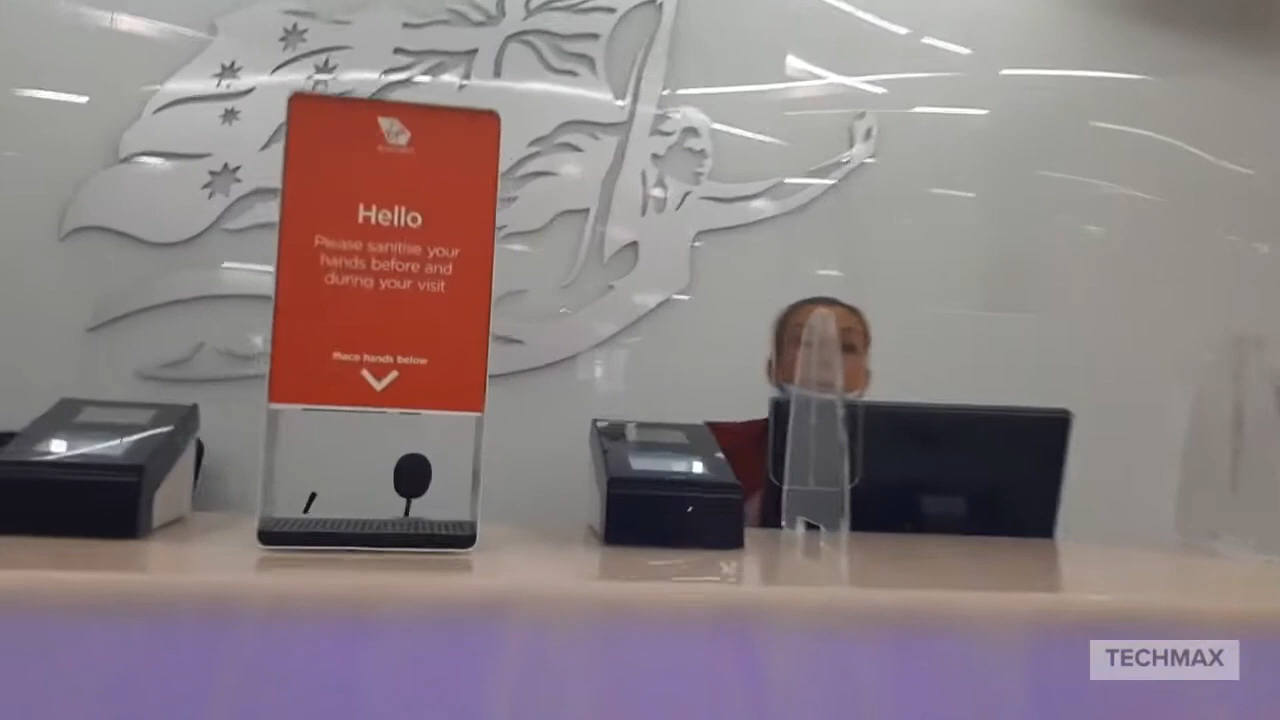 Hello
Please sanitise your
hands before and
during your visit
Place hands below
TECHMAX